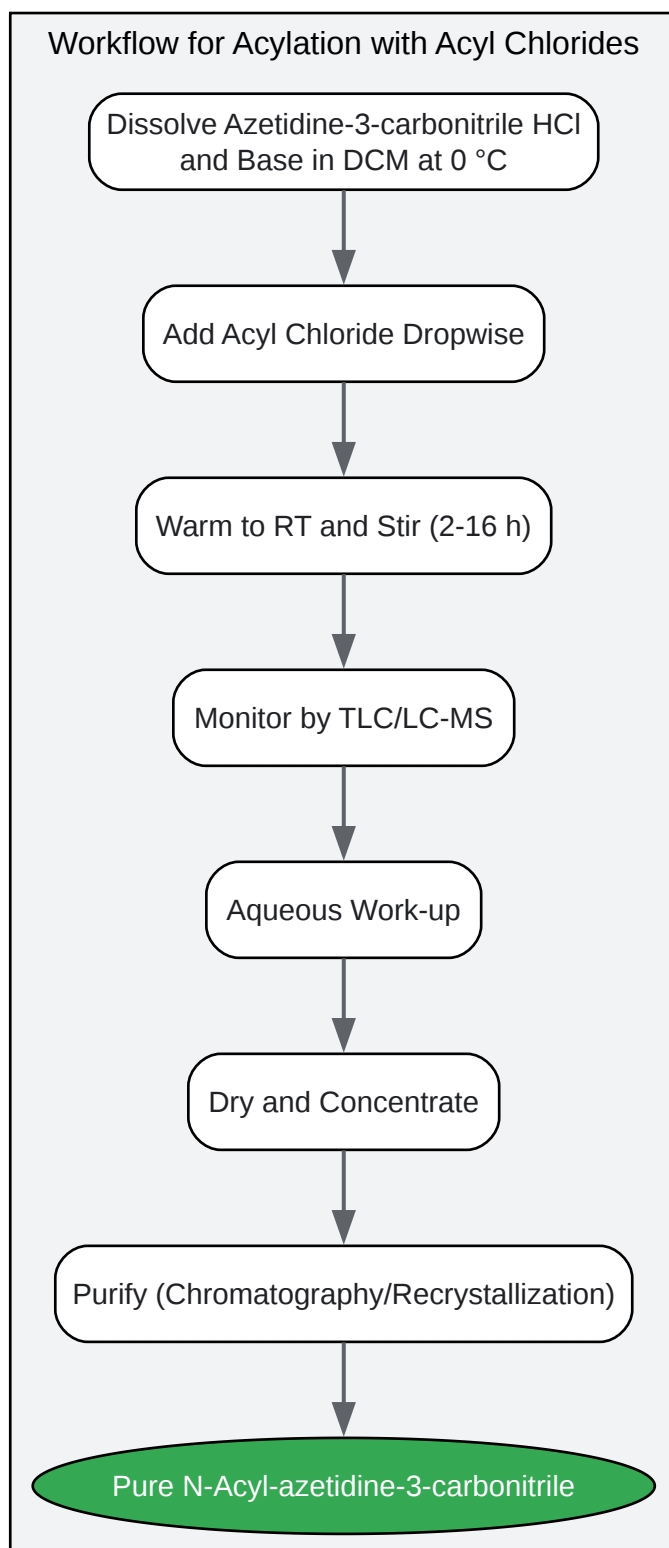 Workflow for Acylation with Acyl Chlorides
Dissolve Azetidine-3-carbonitrile HCl
and Base in DCM at 0 °C
Add Acyl Chloride Dropwise
Warm to RT and Stir (2-16 h)
Monitor by TLC/LC-MS
Aqueous Work-up
Dry and Concentrate
Purify (Chromatography/Recrystallization)
Pure N-Acyl-azetidine-3-carbonitrile